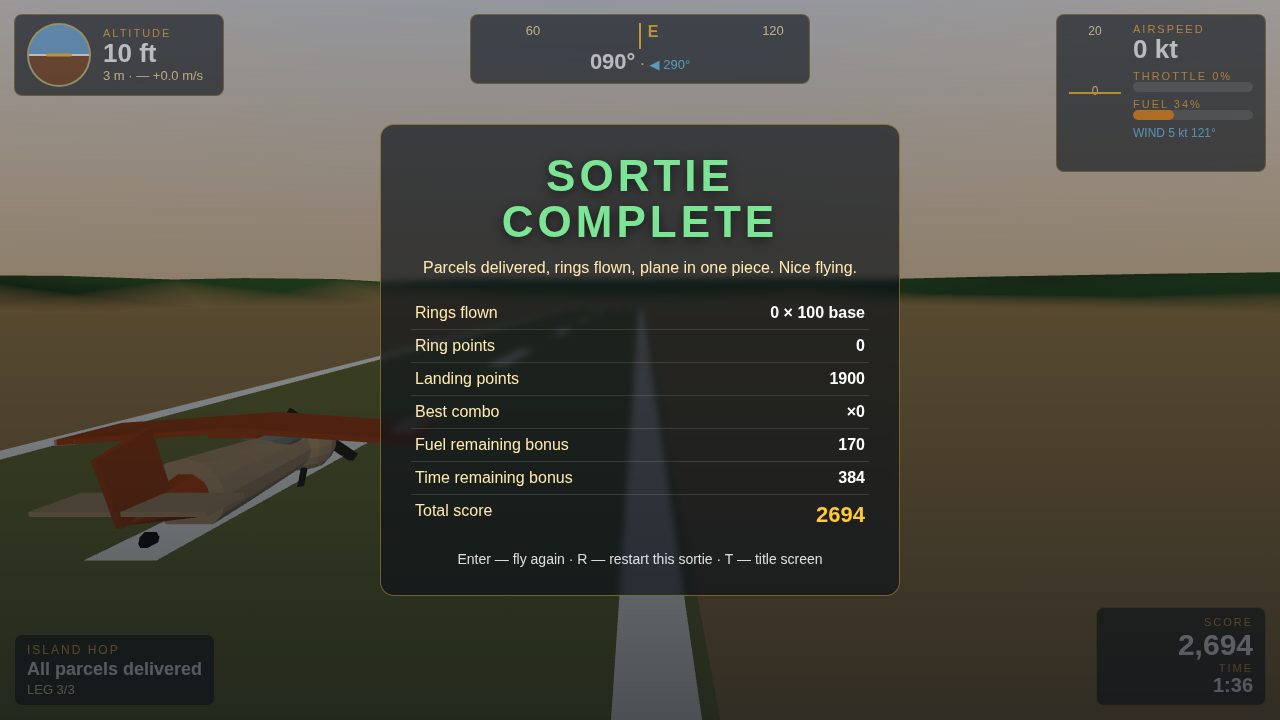 ALTITUDE
10 ft
3 m · — +0.0 m/s
60 E 120
090° · ◀ 290°
20
0
AIRSPEED
0 kt
THROTTLE 0%
FUEL 34%
WIND 5 kt 121°
SORTIE
COMPLETE
Parcels delivered, rings flown, plane in one piece. Nice flying.
Rings flown 0 × 100 base
Ring points 0
Landing points 1900
Best combo ×0
Fuel remaining bonus 170
Time remaining bonus 384
Total score 2694
Enter — fly again · R — restart this sortie · T — title screen
ISLAND HOP
All parcels delivered
LEG 3/3
SCORE
2,694
TIME
1:36